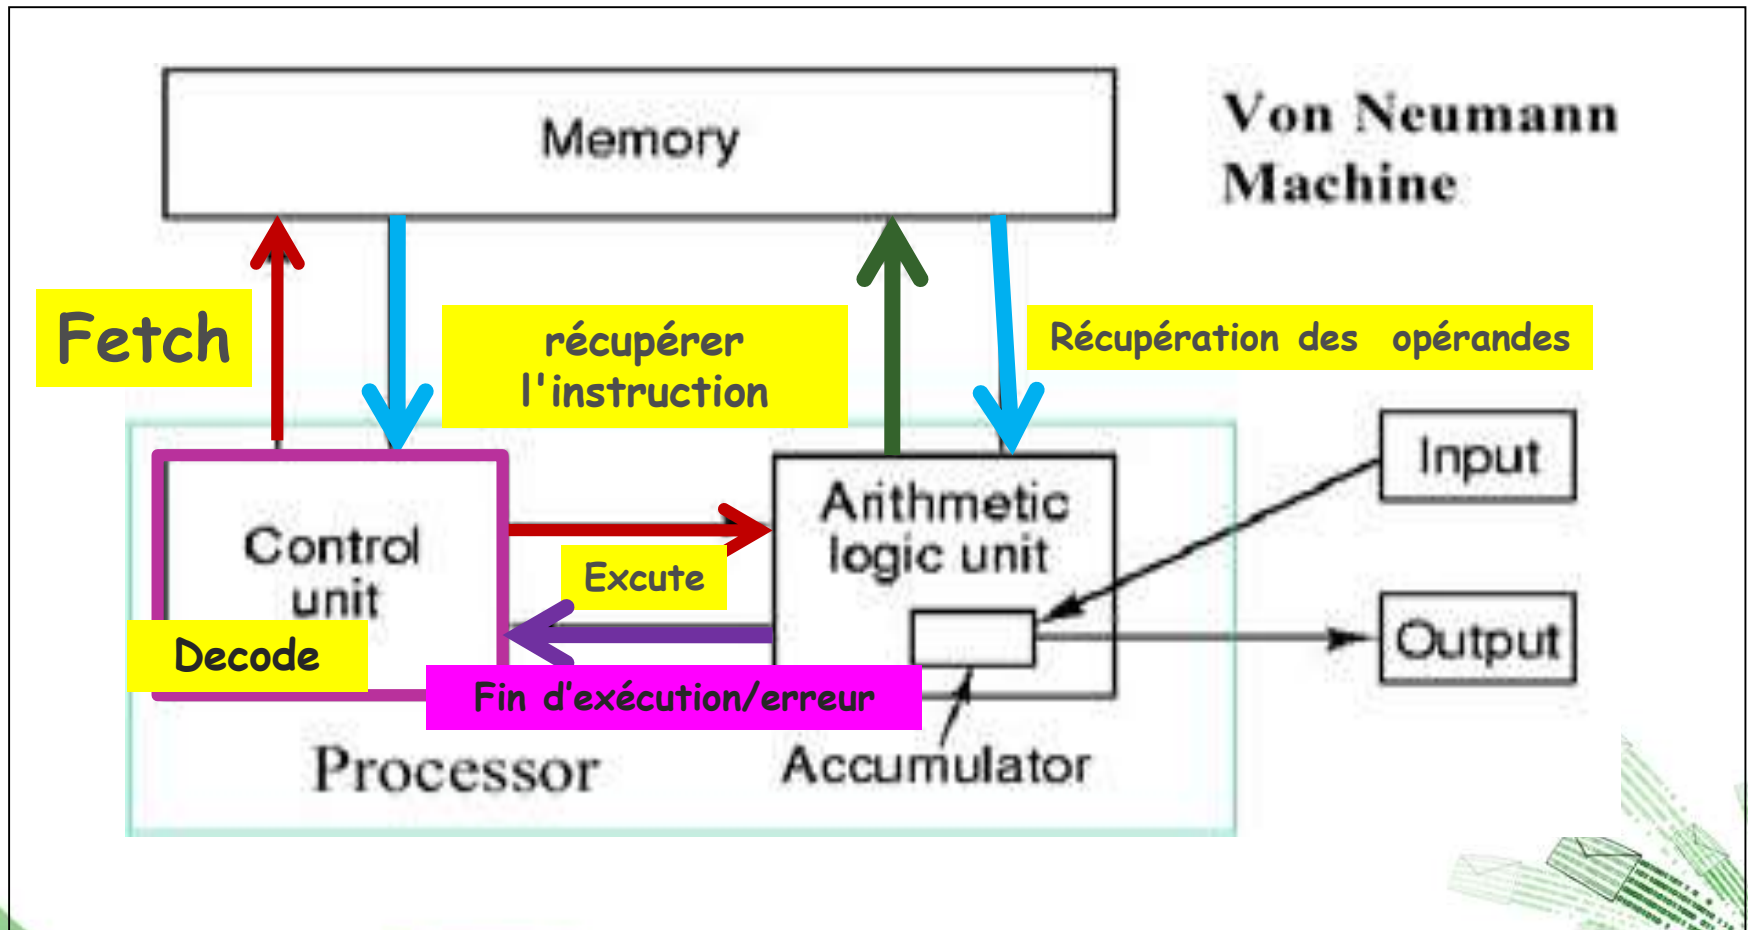 Memory
Von Neumann
Machine
Fetch
récupérer
l'instruction
Récupération des opérandes
Control
unit
Decode
Excute
Fin d’exécution/erreur
Arithmetic
logic unit
Input
Output
Processor
Accumulator